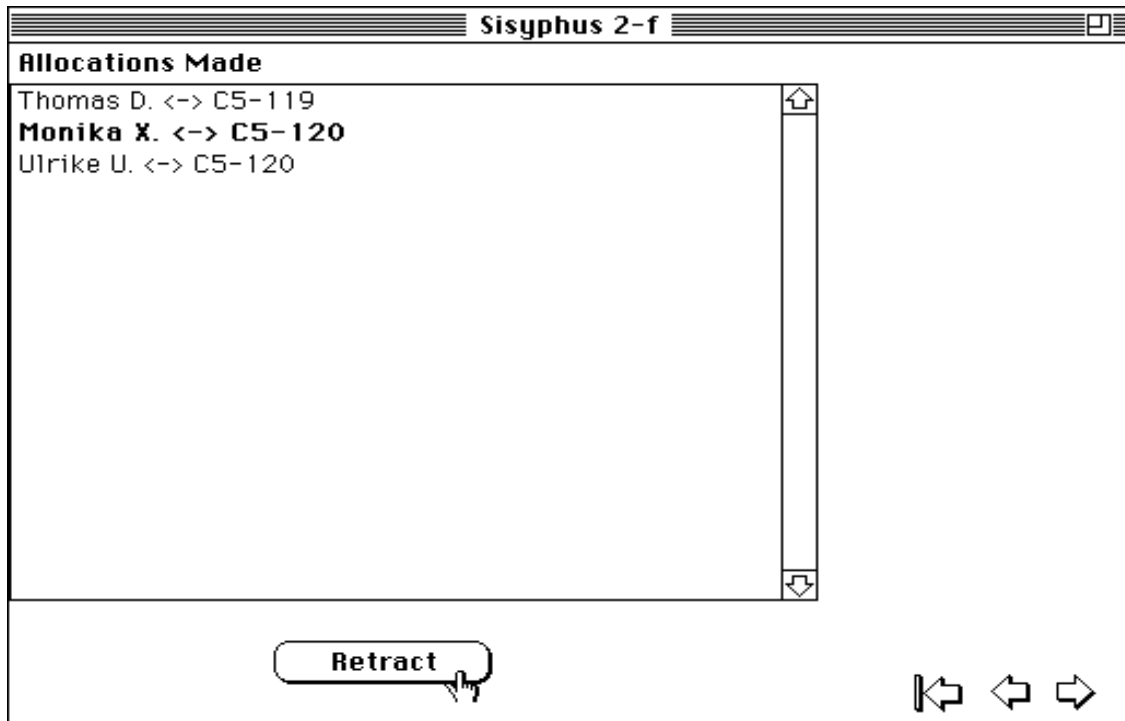 Sisyphus 2-f
Allocations Made
Thomas D. <-> C5-119
Monika X. <-> C5-120
Ulrike U. <-> C5-120
Retract